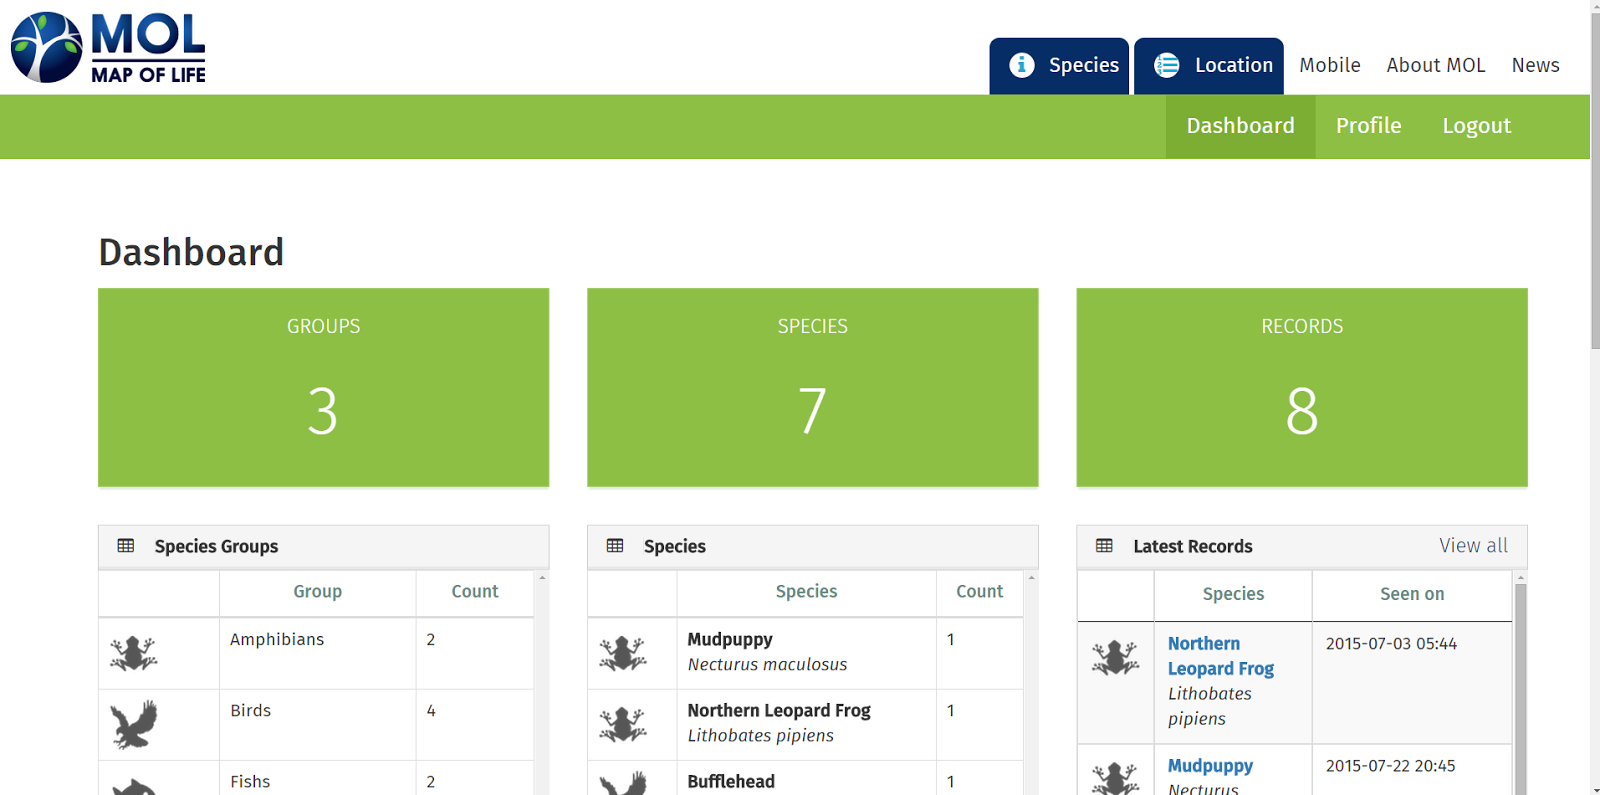 MOL
MAP OF LIFE
Species
Location
Mobile
About MOL
News
Dashboard
Profile
Logout
Dashboard
GROUPS
3
SPECIES
7
RECORDS
8
Species Groups
Group
Count
Amphibians
2
Birds
4
Fishs
2
Species
Species
Count
Mudpuppy
1
Necturus maculosus
Northern Leopard Frog
1
Lithobates pipiens
Bufflehead
1
Latest Records
View all
Species
Seen on
Northern
2015-07-03 05:44
Leopard Frog
Lithobates
pipiens
Mudpuppy
2015-07-22 20:45
Necturus